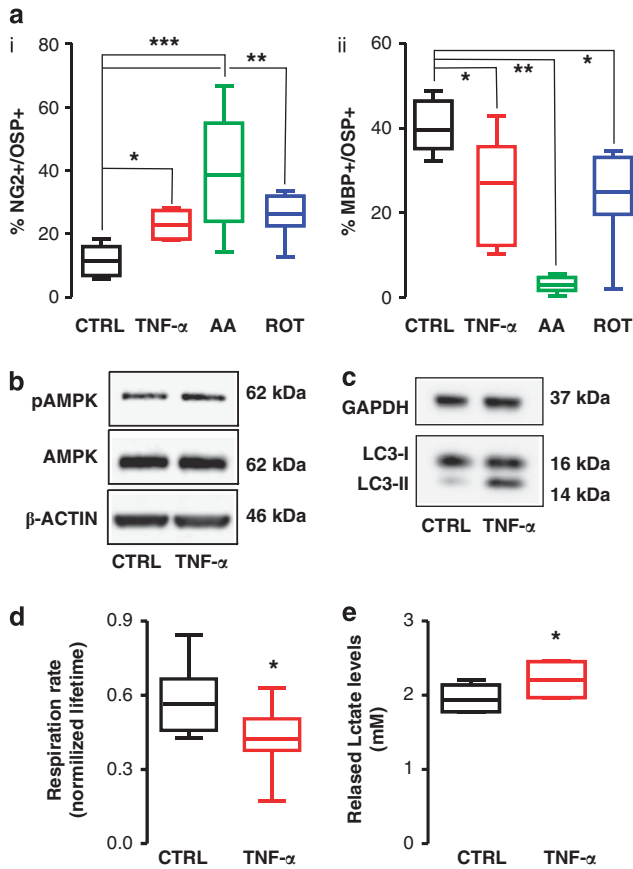 a
i
ii
% NG2+/OSP+
80
60
40
20
0
***
**
*
CTRL TNF-α AA ROT
% MBP+/OSP+
60
40
20
0
*
**
*
CTRL TNF-α AA ROT
b
pAMPK 62 kDa
AMPK 62 kDa
β-ACTIN 46 kDa
CTRL TNF-α
c
GAPDH 37 kDa
LC3-I 16 kDa
LC3-II 14 kDa
CTRL TNF-α
d
Respiration rate
(normilized lifetime)
0.9
0.6
0.3
0.0
*
CTRL TNF-α
e
Relased Lctate levels
(mM)
3
2
1
0
*
CTRL TNF-α